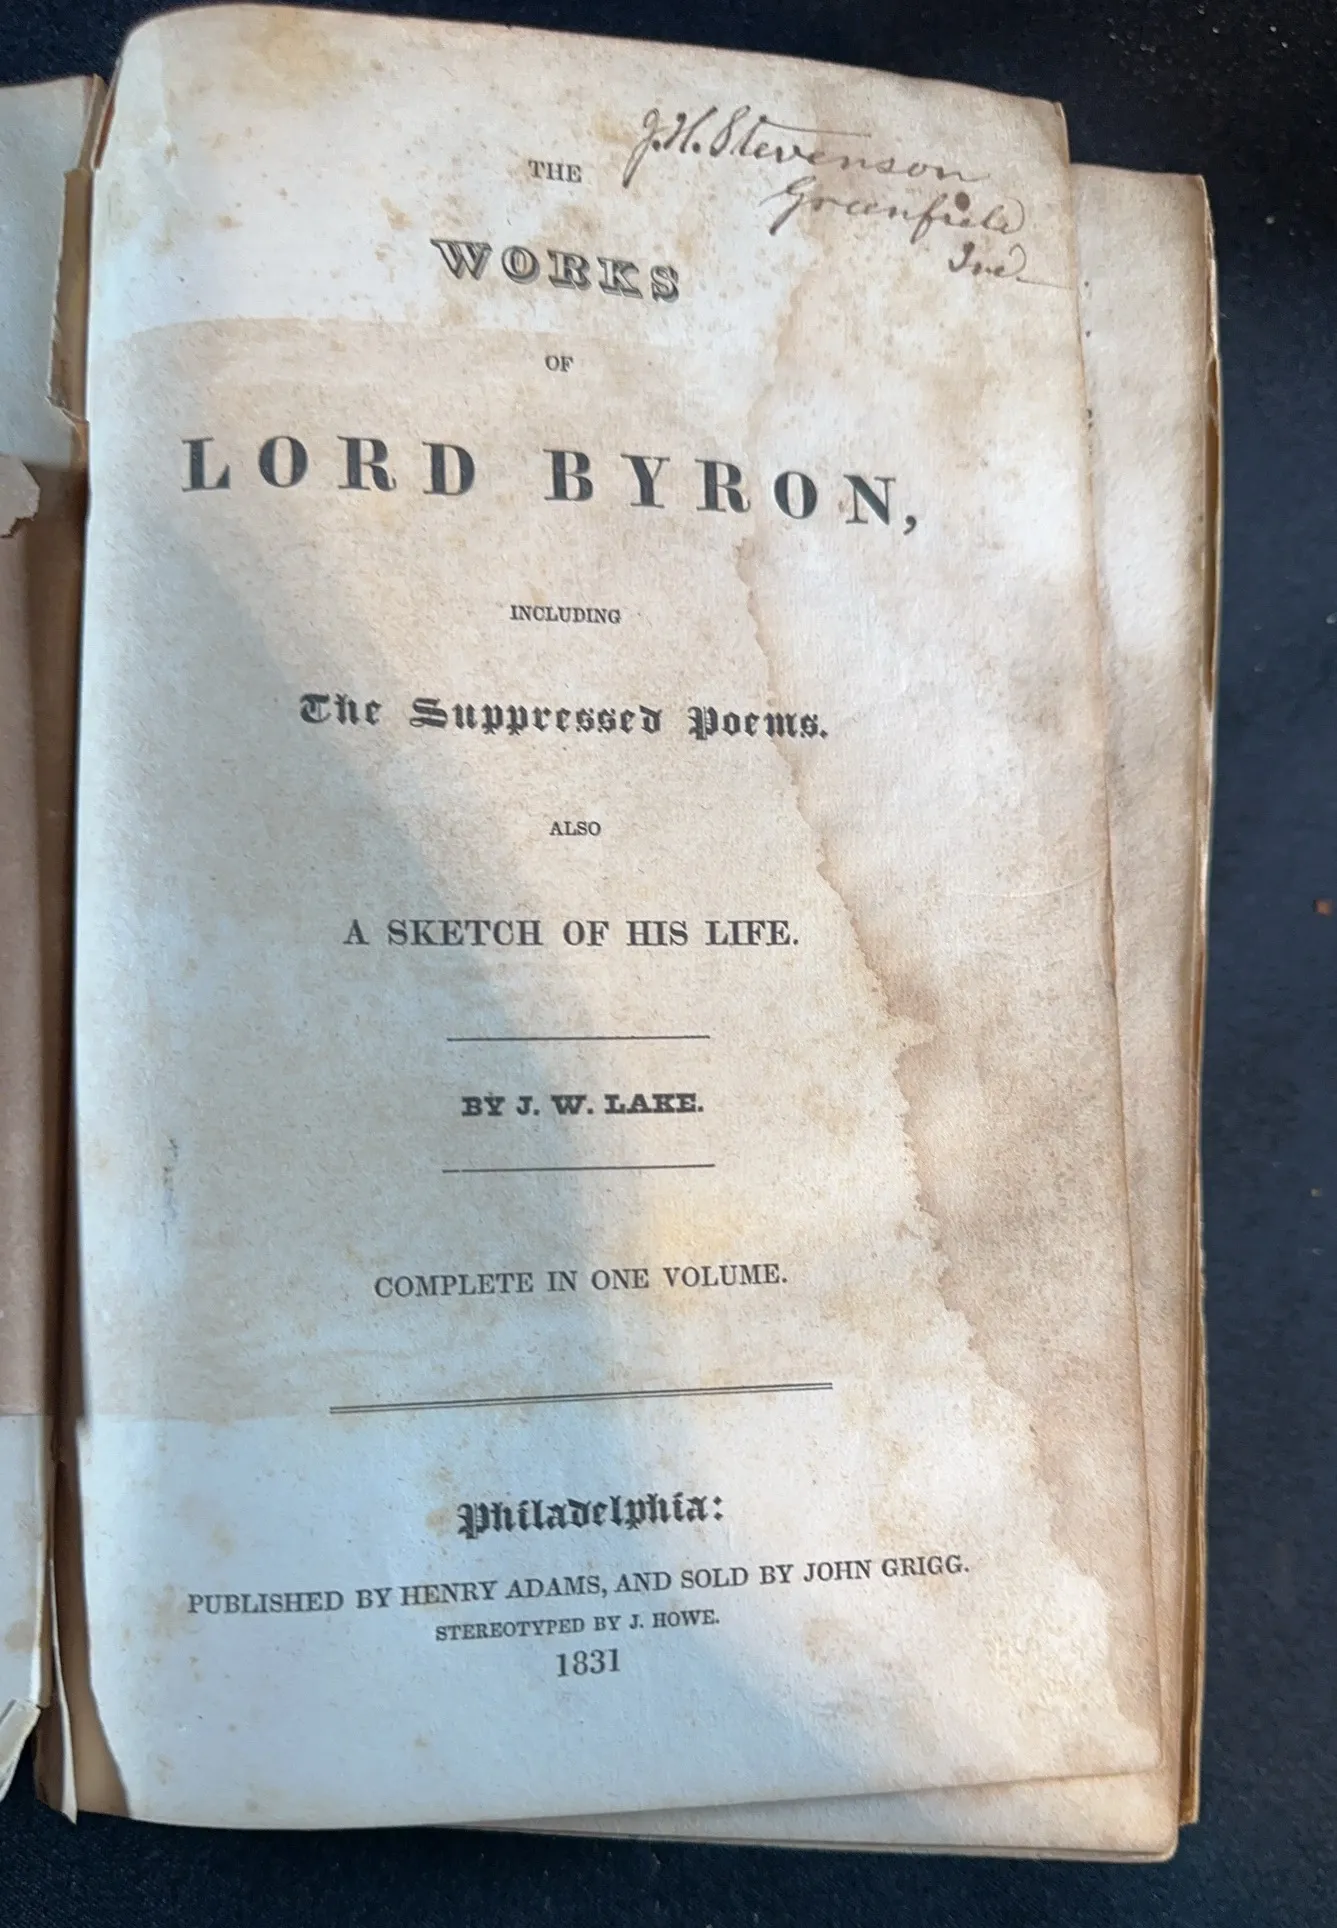 J. H. Stevenson
Greenfield
Ind.
THE
WORKS
OF
LORD BYRON,
INCLUDING
The Suppressed Poems.
ALSO
A SKETCH OF HIS LIFE.
BY J. W. LAKE.
COMPLETE IN ONE VOLUME.
Philadelphia:
PUBLISHED BY HENRY ADAMS, AND SOLD BY JOHN GRIGG.
STEREOTYPED BY J. HOWE.
1831